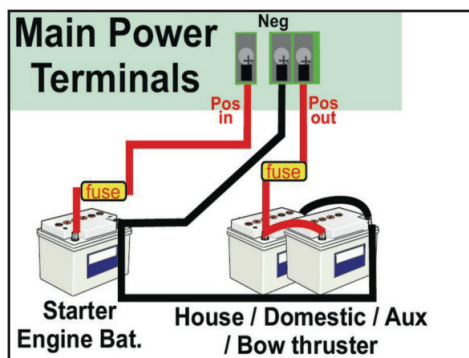 Main Power
Terminals
Neg
Pos
in
Pos
out
fuse
fuse
Starter
Engine Bat.
House / Domestic / Aux
/ Bow thruster